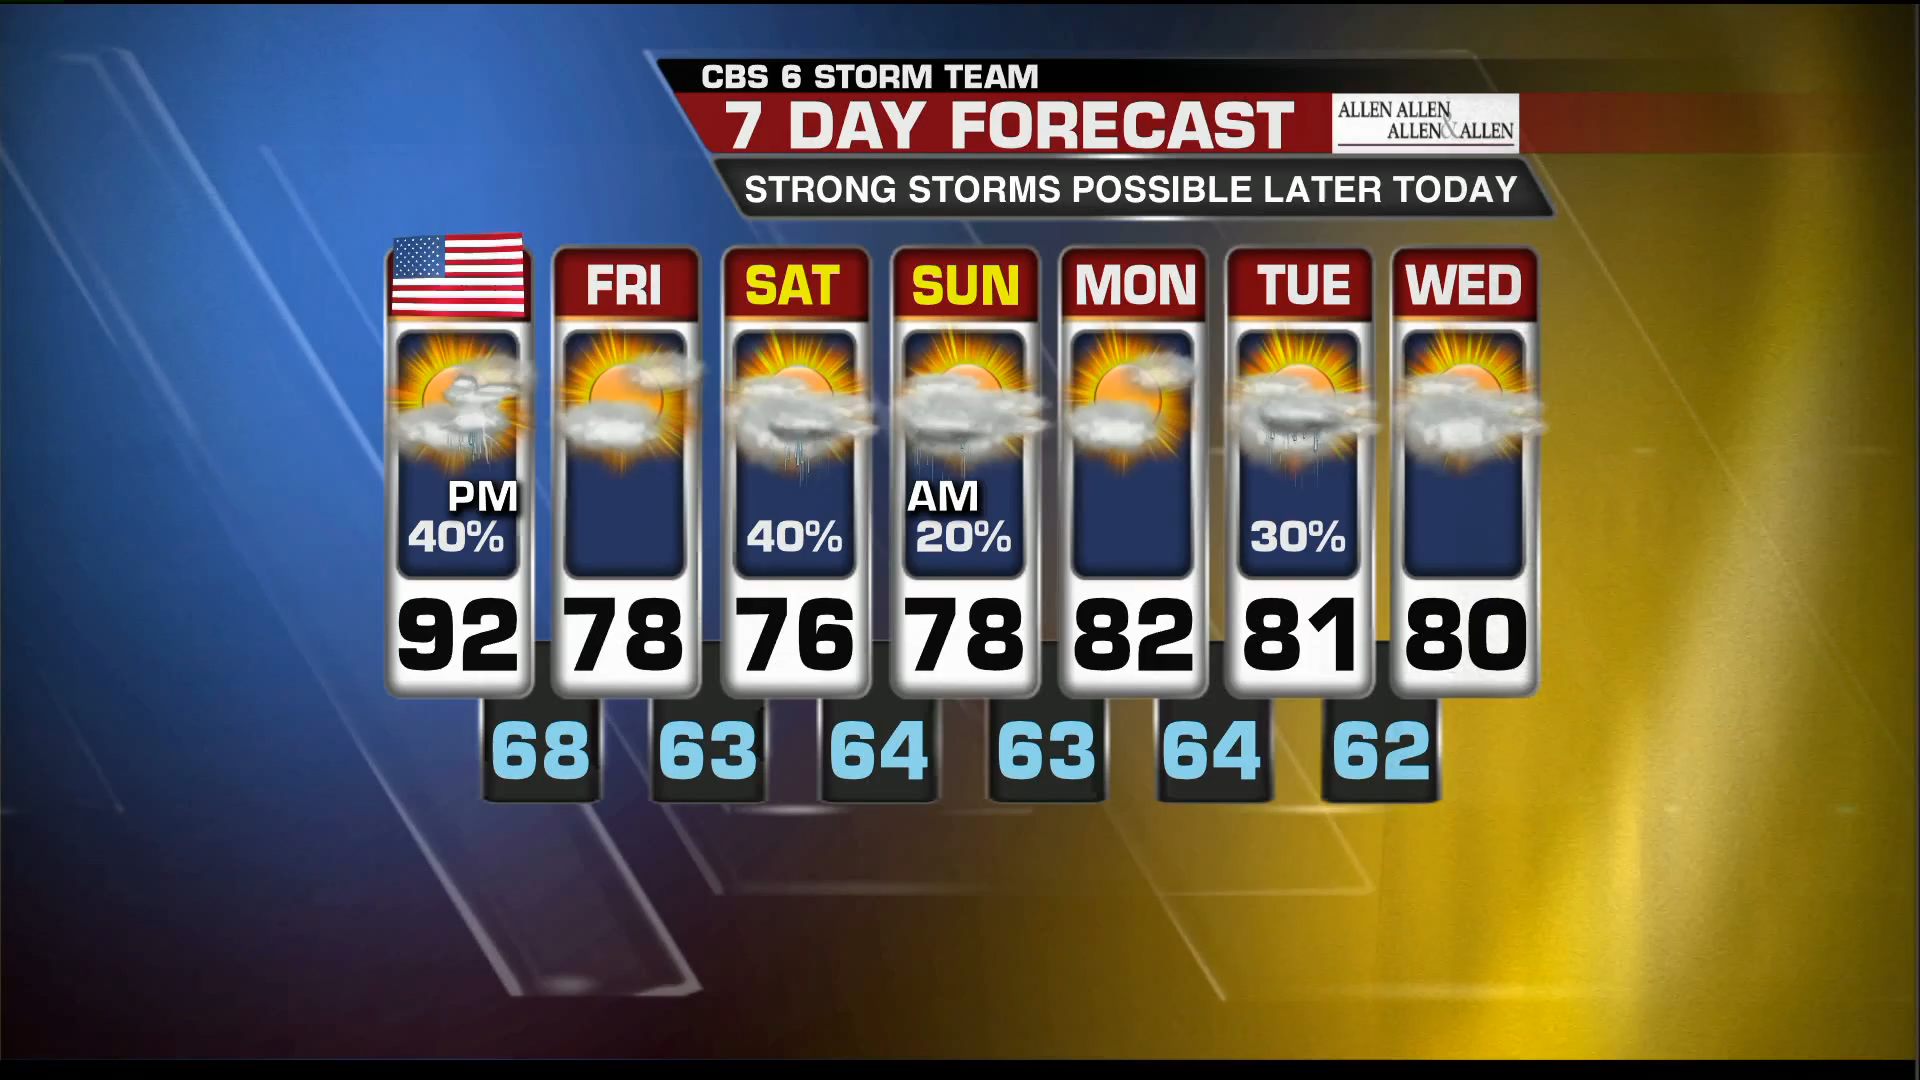 CBS 6 STORM TEAM
7 DAY FORECAST
ALLEN ALLEN
ALLEN & ALLEN
STRONG STORMS POSSIBLE LATER TODAY
FRI SAT SUN MON TUE WED
PM AM
40% 40% 20% 30%
92 78 76 78 82 81 80
68 63 64 63 64 62